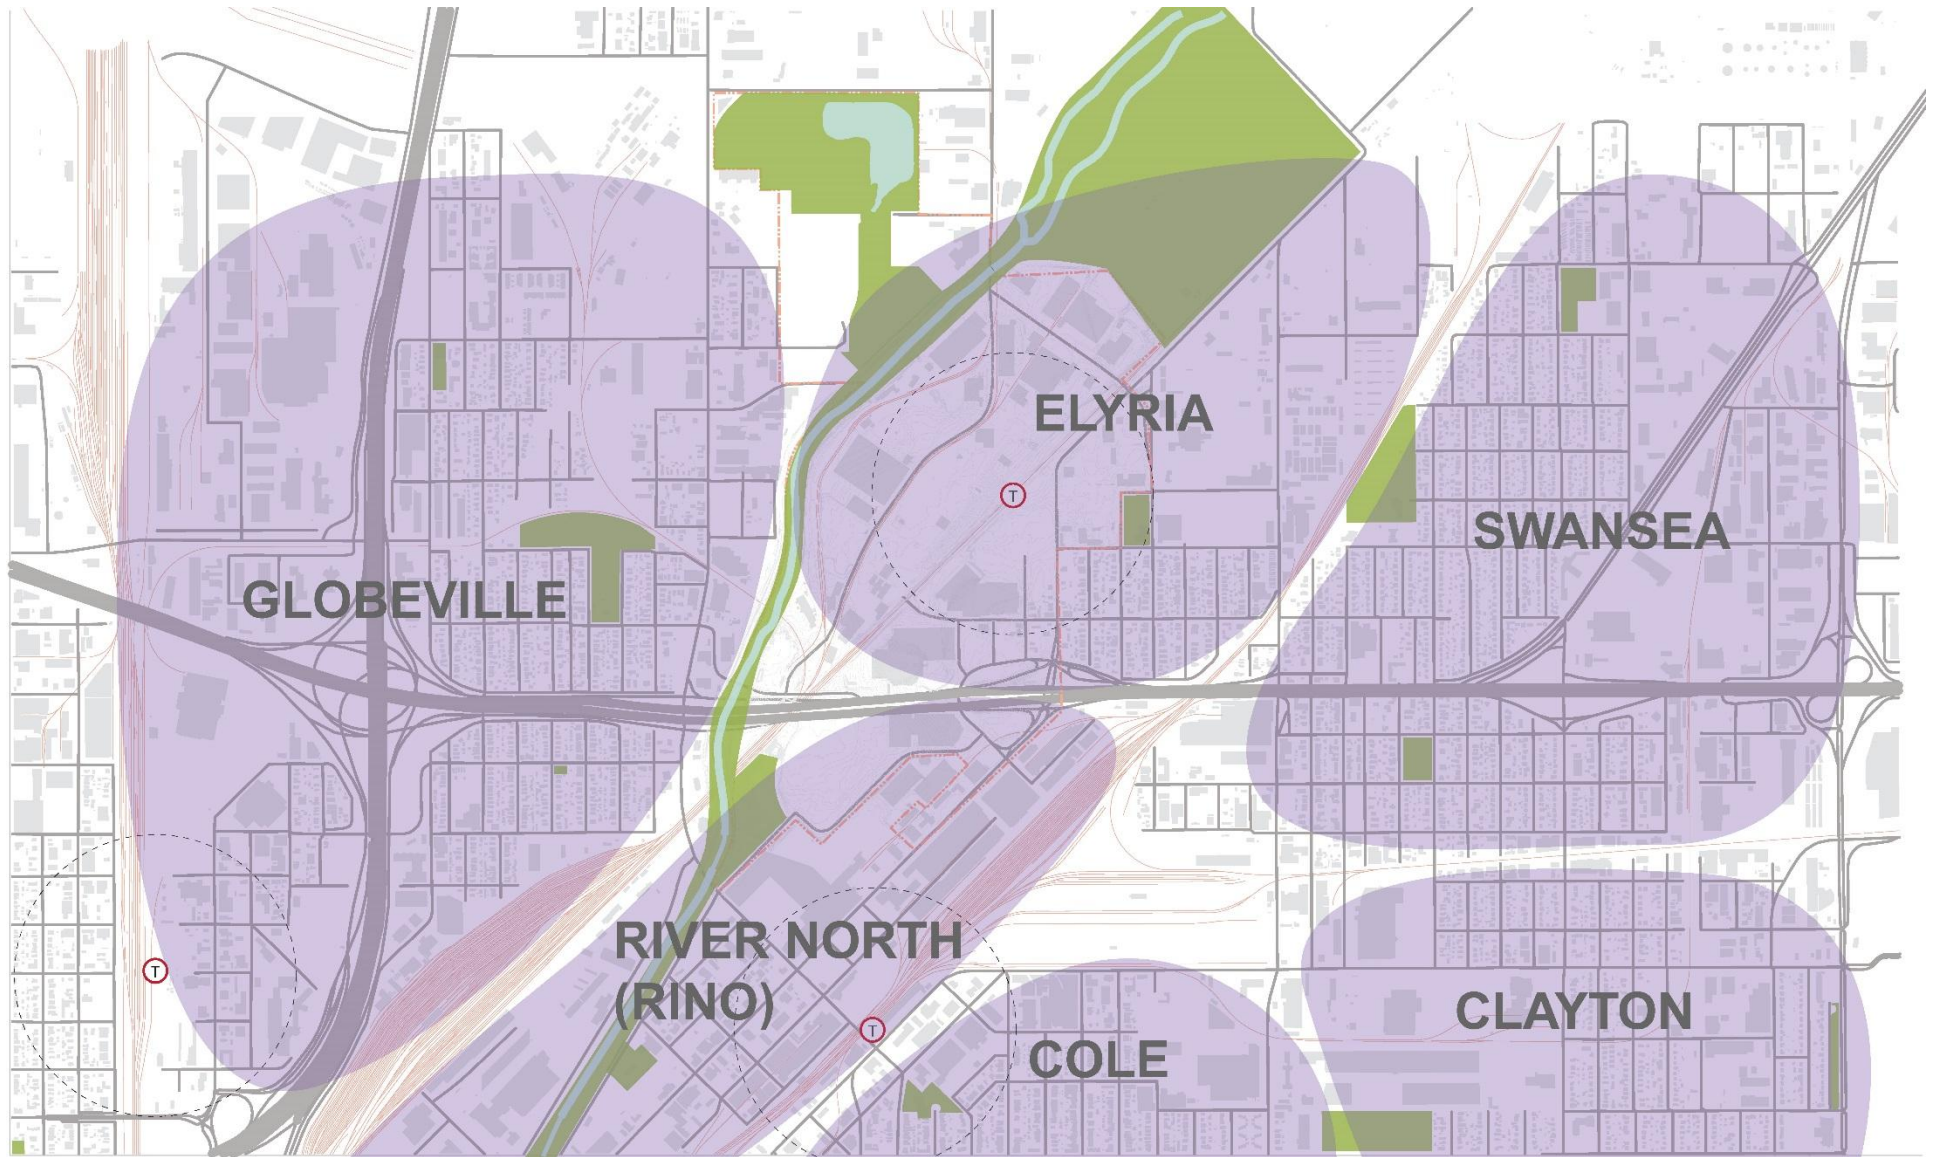 ELYRIA
T
SWANSEA
GLOBEVILLE
RIVER NORTH
(RINO)
T
T
CLAYTON
COLE